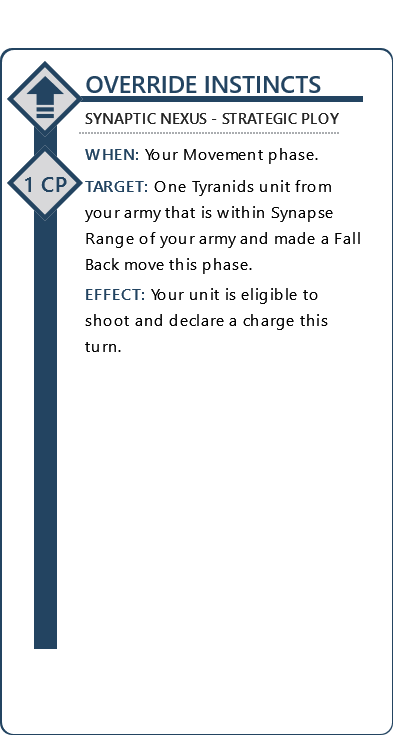 OVERRIDE INSTINCTS
SYNAPTIC NEXUS - STRATEGIC PLOY
WHEN: Your Movement phase.
1 CP
TARGET: One Tyranids unit from
your army that is within Synapse
Range of your army and made a Fall
Back move this phase.
EFFECT: Your unit is eligible to
shoot and declare a charge this
turn.